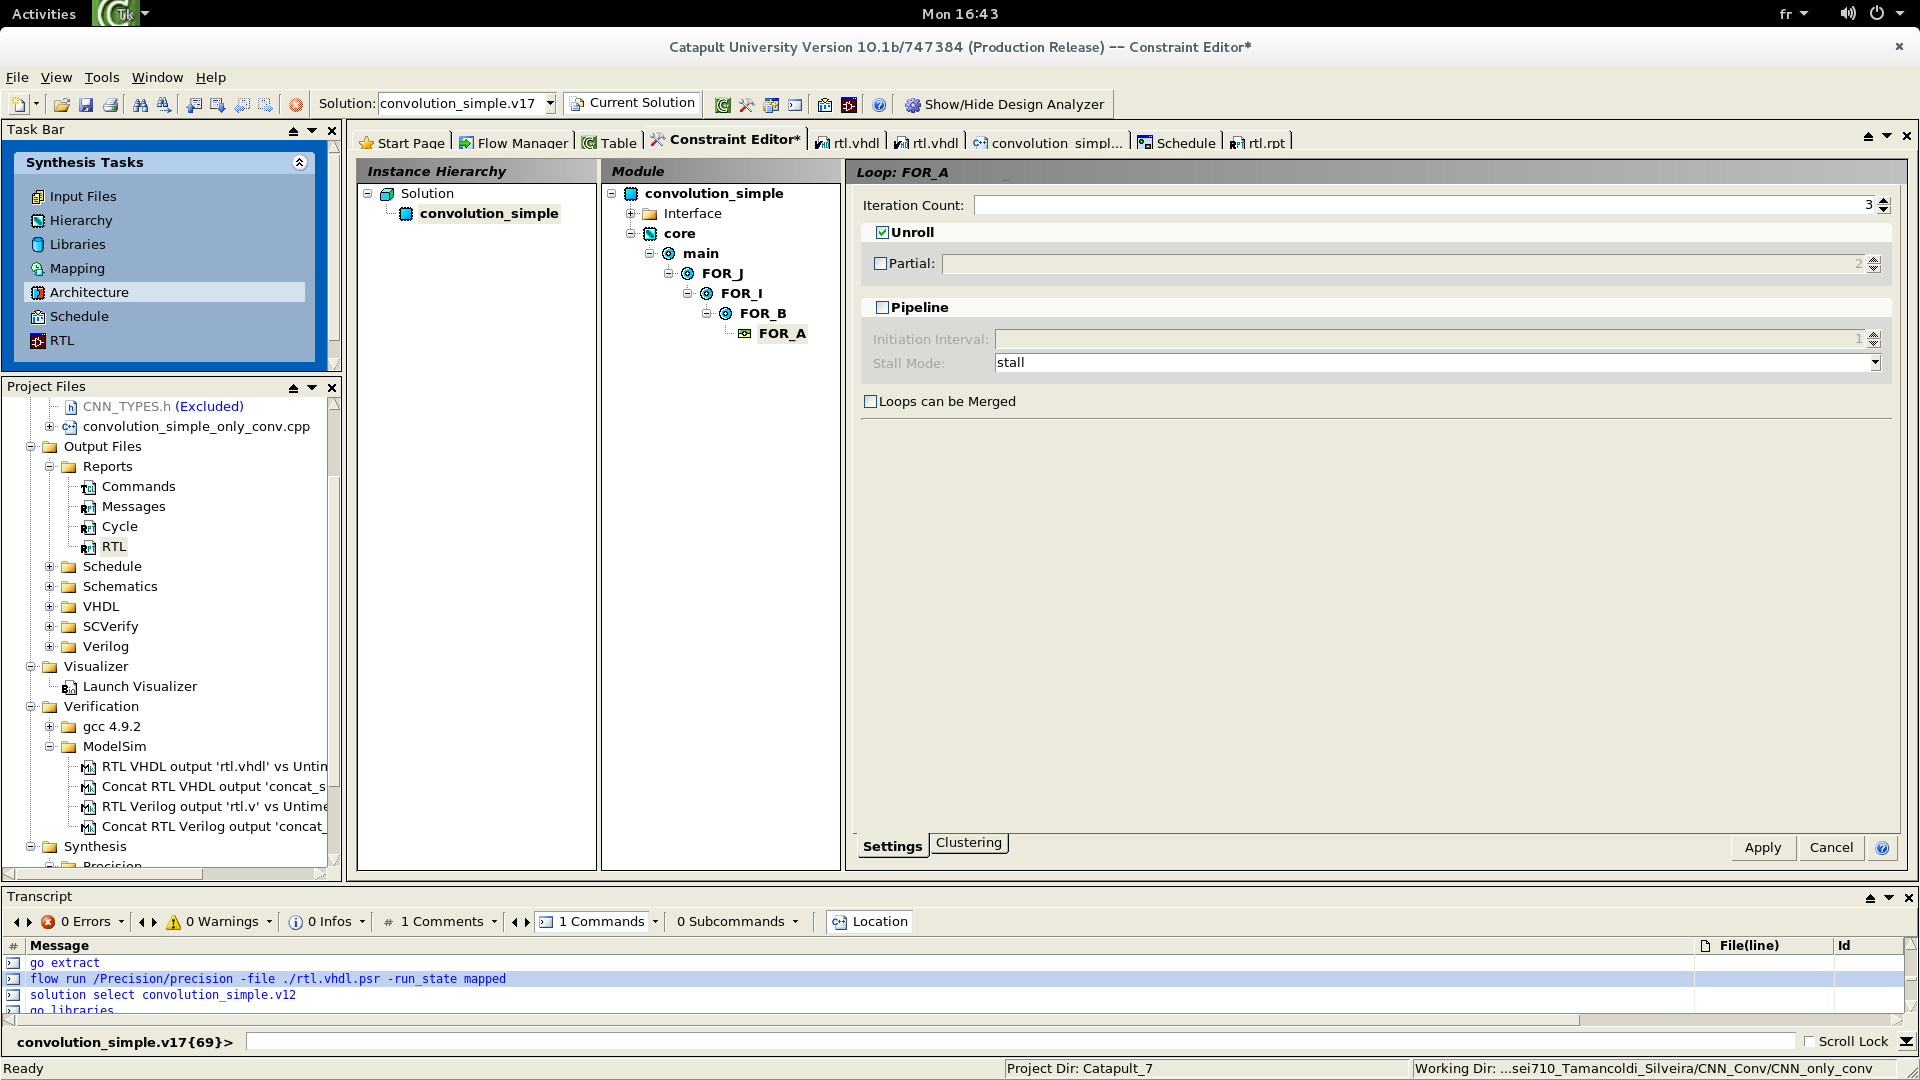 Activities
Tk
Mon 16:43
fr
Catapult University Version 10.1b/747384 (Production Release) -- Constraint Editor*
File View Tools Window Help
Solution: convolution_simple.v17 Current Solution Show/Hide Design Analyzer
Task Bar
Synthesis Tasks
Input Files
Hierarchy
Libraries
Mapping
Architecture
Schedule
RTL
Project Files
CNN_TYPES.h (Excluded)
convolution_simple_only_conv.cpp
Output Files
Reports
Commands
Messages
Cycle
RTL
Schedule
Schematics
VHDL
SCVerify
Verilog
Visualizer
Launch Visualizer
Verification
gcc 4.9.2
ModelSim
RTL VHDL output 'rtl.vhdl' vs Untin
Concat RTL VHDL output 'concat_s
RTL Verilog output 'rtl.v' vs Untime
Concat RTL Verilog output 'concat_
Synthesis
Precision
Start Page Flow Manager Table Constraint Editor* rtl.vhdl rtl.vhdl convolution_simpl... Schedule rtl.rpt
Instance Hierarchy
Solution
convolution_simple
Module
convolution_simple
Interface
core
main
FOR_J
FOR_I
FOR_B
FOR_A
Loop: FOR_A
Iteration Count: 3
Unroll
Partial: 2
Pipeline
Initiation Interval: 1
Stall Mode: stall
Loops can be Merged
Settings Clustering
Apply Cancel
Transcript
0 Errors 0 Warnings 0 Infos # 1 Comments 1 Commands 0 Subcommands Location
# Message File(line) Id
go extract
flow run /Precision/precision -file ./rtl.vhdl.psr -run_state mapped
solution select convolution_simple.v12
go libraries
convolution_simple.v17{69}> Scroll Lock
Ready Project Dir: Catapult_7 Working Dir: ...sei710_Tamancoldi_Silveira/CNN_Conv/CNN_only_conv